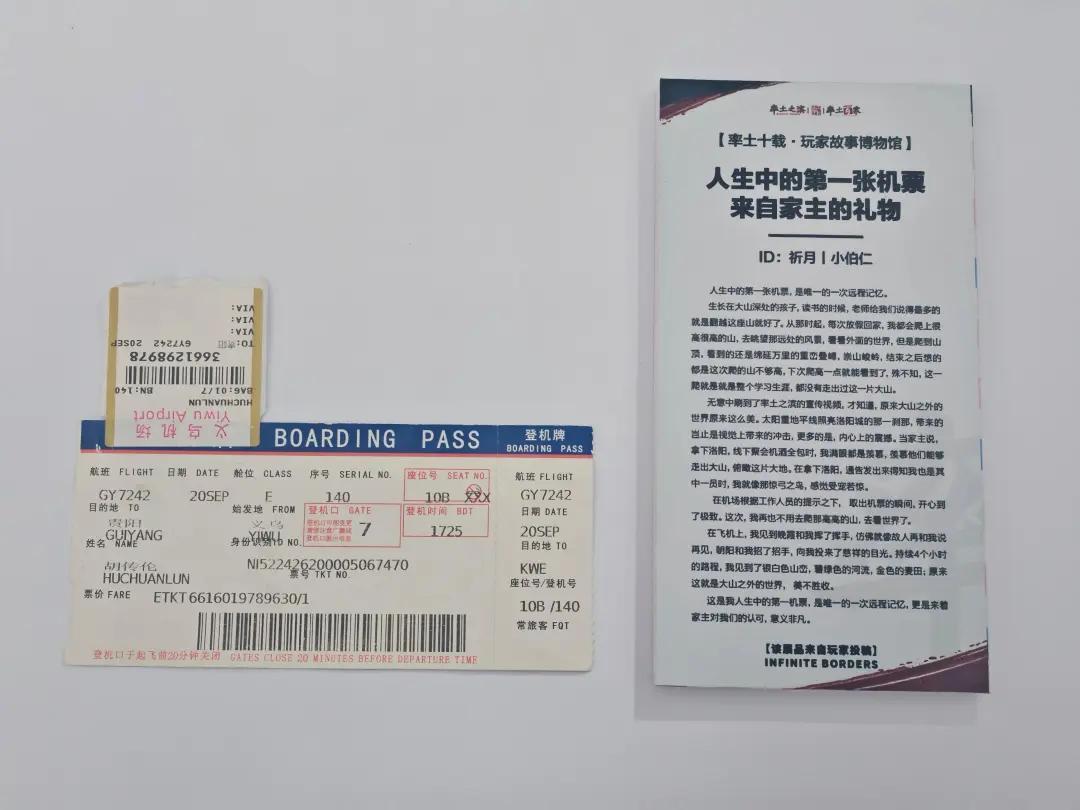 VIA:
VIA:
VIA:
TO:贵阳 GY7242 20SEP
3661298978
BAG:01/7 BN:140
HUCHUANLUN
Yiwu Airport
义乌机场
BOARDING PASS
登机牌
BOARDING PASS
航班 FLIGHT 日期 DATE 舱位 CLASS 序号 SERIAL NO. 座位号 SEAT NO.
GY7242 20SEP E 140 10B XXX
目的地 TO 始发地 FROM 登机口 GATE 登机时间 BDT
贵阳 义乌 7 1725
GUIYANG YIWU
姓名 NAME 身份识别ID NO.
胡传伦 NI522426200005067470
HUCHUANLUN 票号 TKT NO.
票价 FARE ETKT 6616019789630/1
登机口于起飞前20分钟关闭 GATES CLOSE 20 MINUTES BEFORE DEPARTURE TIME
航班 FLIGHT
GY7242
日期 DATE
20SEP
目的地 TO
KWE
座位号/登机号
10B /140
常旅客 FQT
率土之滨
【率土十载·玩家故事博物馆】
人生中的第一张机票
来自家主的礼物
ID：祈月丨小伯仁
人生中的第一张机票，是唯一的一次远程记忆。
生长在大山深处的孩子，读书的时候，老师给我们说得最多的
就是翻越这座山就好了。从那时起，每次放假回家，我都会爬上很
高很高的山，去眺望那远处的风景，看看外面的世界，但是爬到山
顶，看到的还是绵延万里的重峦叠嶂，崇山峻岭，结束之后想的
都是这次爬的山不够高，下次爬高一点就能看到了，殊不知，这一
爬就是就是整个学习生涯，都没有走出过这一片大山。
无意中刷到了率土之滨的宣传视频，才知道，原来大山之外的
世界原来这么美。太阳重地平线照亮洛阳城的那一刹那，带来的
岂止是视觉上带来的冲击，更多的是，内心上的震撼。当家主说，
拿下洛阳，线下聚会机酒全包时，我满眼都是羡慕，羡慕他们能够
走出大山，俯瞰这片大地。在拿下洛阳，通告发出来得知我也是其
中一员时，我就像那惊弓之鸟，感觉受宠若惊。
在机场根据工作人员的提示之下，取出机票的瞬间，开心到
了极致。这次，我再也不用去爬那高高的山，去看世界了。
在飞机上，我见到晚霞和我挥了挥手，仿佛就像故人再和我说
再见，朝阳和我招了招手，向我投来了慈祥的目光。持续4个小时
的路程，我见到了银白色山峦，着绿色的河流，金色的麦田；原来
这就是大山之外的世界，美不胜收。
这是我人生中的第一机票，是唯一的一次远程记忆，更是来着
家主对我们的认可，意义非凡。
【该展品来自玩家投稿】
INFINITE BORDERS